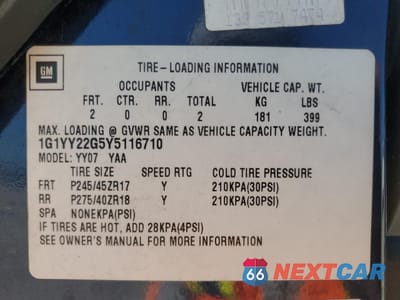 GM
TIRE-LOADING INFORMATION
OCCUPANTS VEHICLE CAP. WT.
FRT. CTR. RR. TOTAL KG LBS
2 0 0 2 181 399
MAX. LOADING @ GVWR SAME AS VEHICLE CAPACITY WEIGHT.
1G1YY22G5Y5116710
MODEL: YY07 YAA
TIRE SIZE SPEED RTG COLD TIRE PRESSURE
FRT P245/45ZR17 Y 210KPA(30PSI)
RR P275/40ZR18 Y 210KPA(30PSI)
SPA NONEKPA(PSI)
IF TIRES ARE HOT, ADD 28KPA(4PSI)
SEE OWNER'S MANUAL FOR MORE INFORMATION
66 NEXTCAR